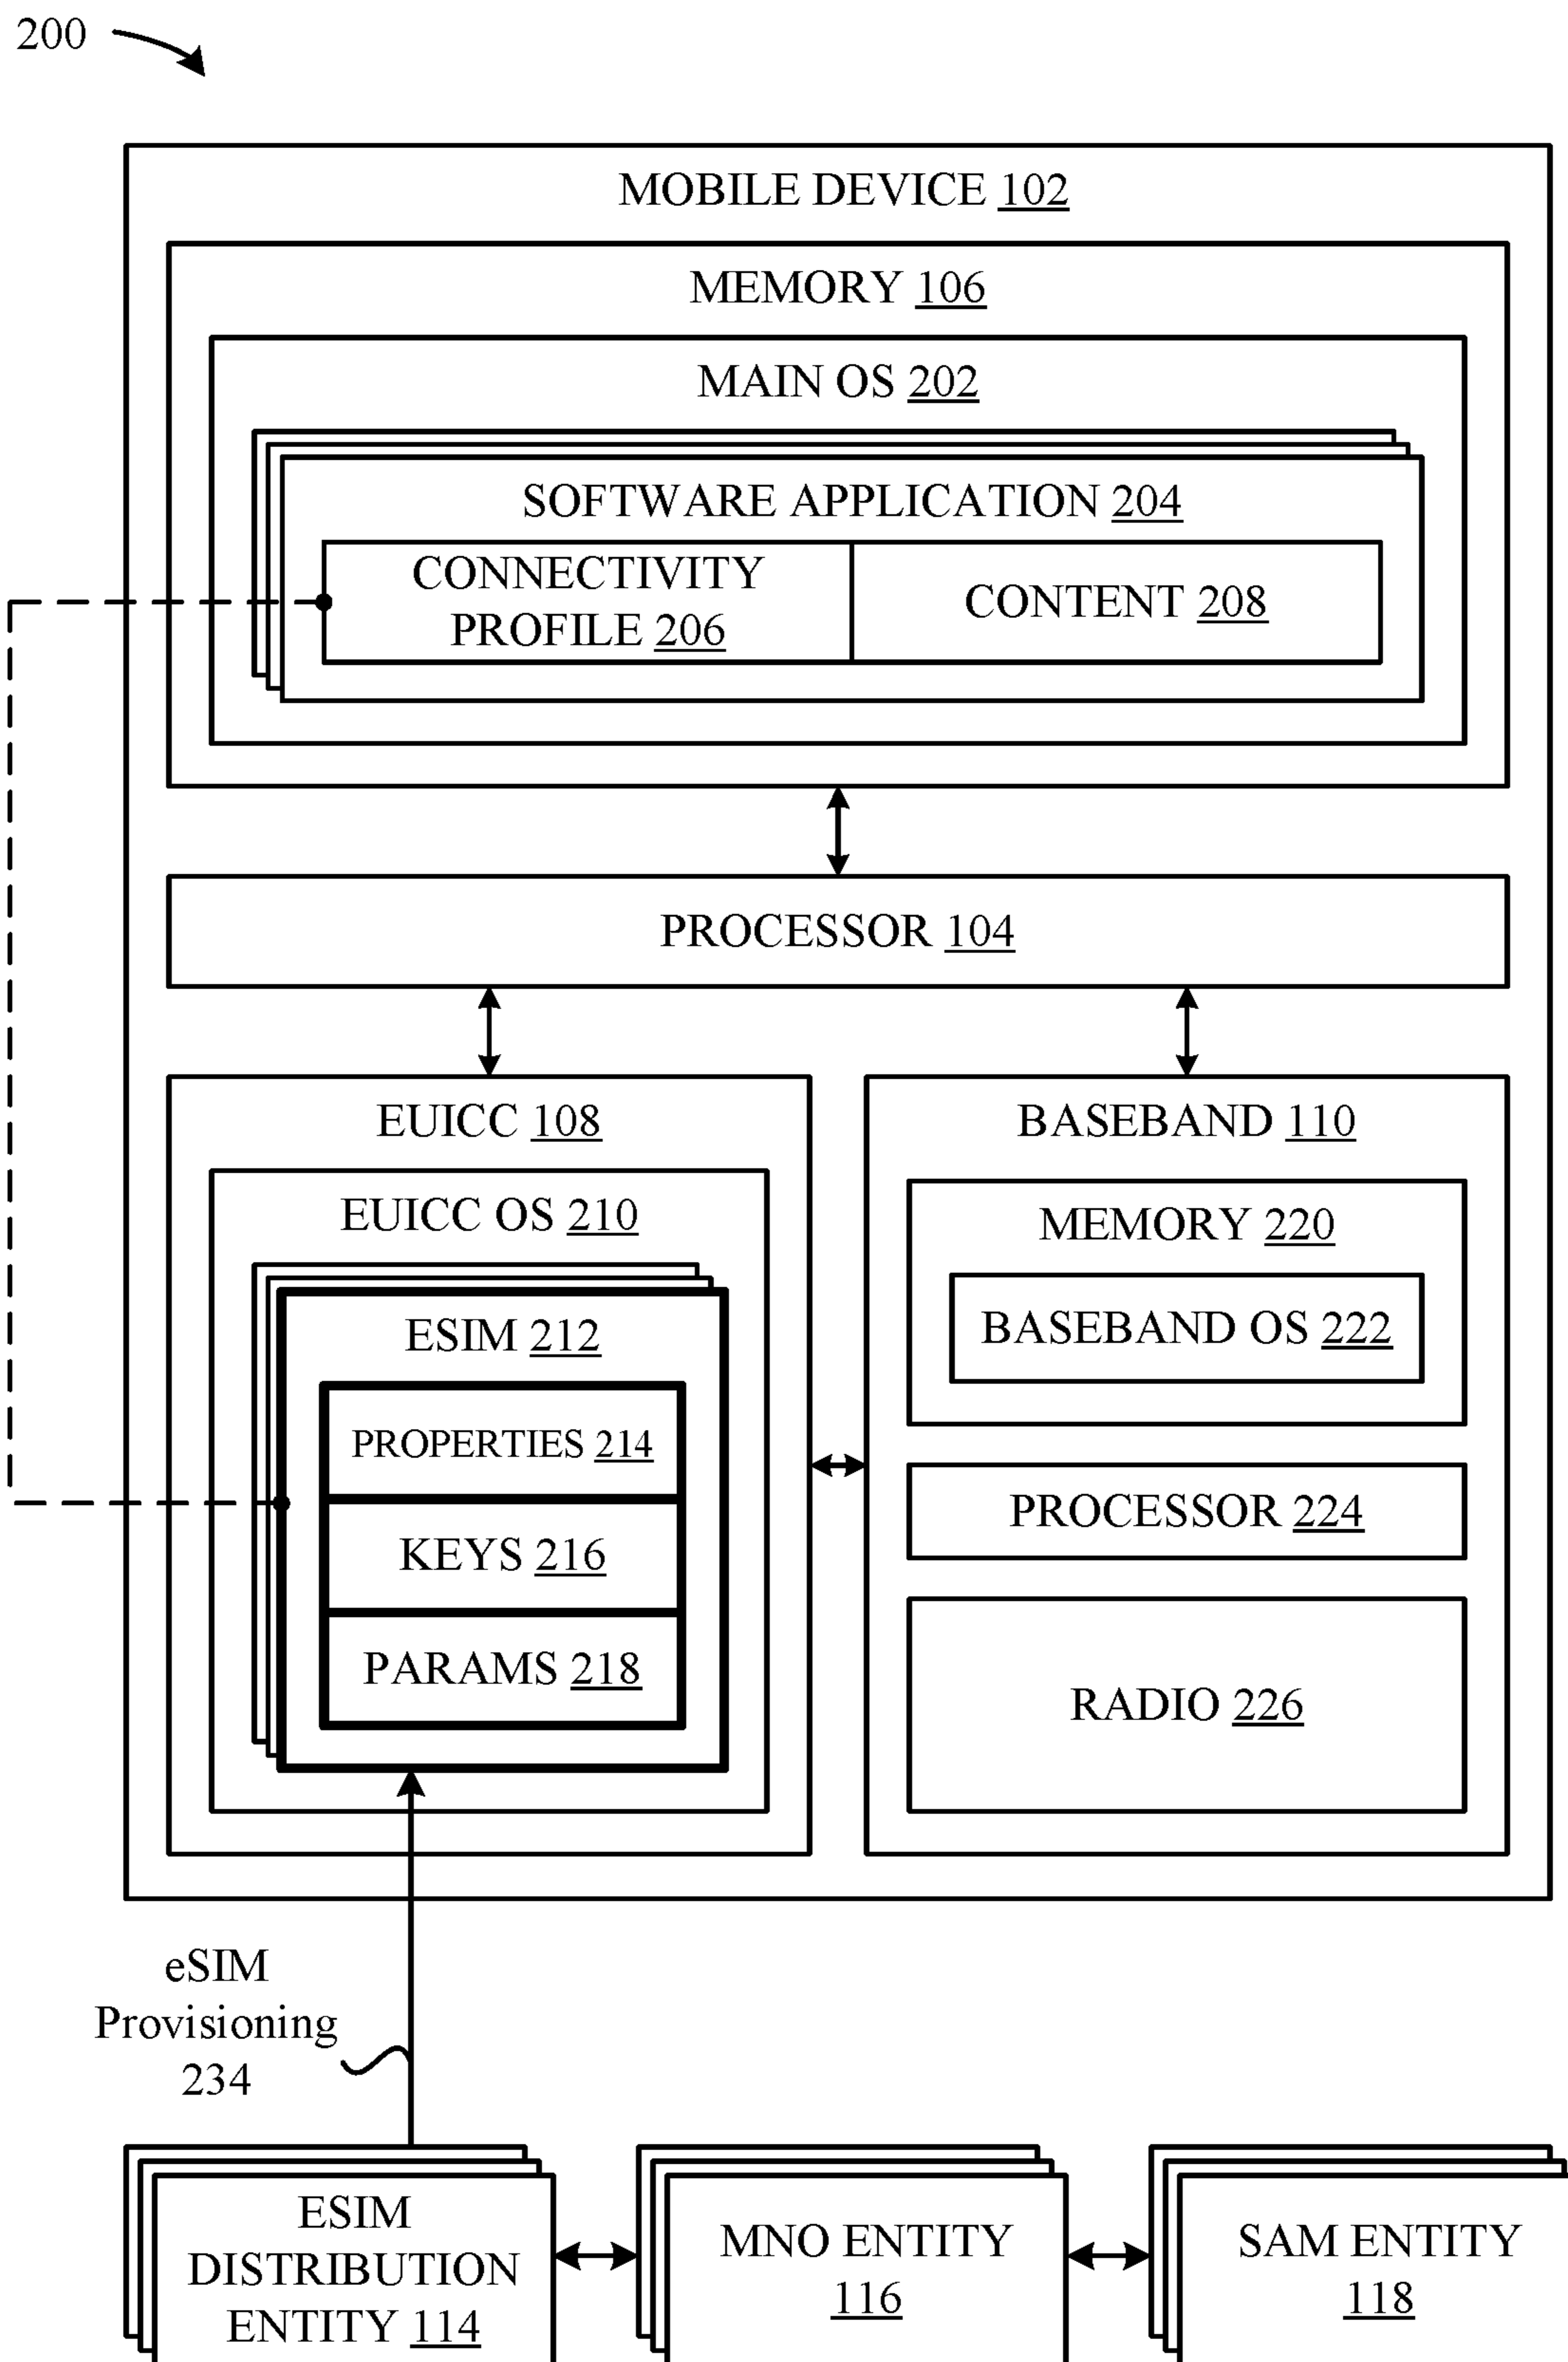 200
MOBILE DEVICE 102
MEMORY 106
MAIN OS 202
SOFTWARE APPLICATION 204
CONNECTIVITY
PROFILE 206
CONTENT 208
PROCESSOR 104
EUICC 108
EUICC OS 210
ESIM 212
PROPERTIES 214
KEYS 216
PARAMS 218
BASEBAND 110
MEMORY 220
BASEBAND OS 222
PROCESSOR 224
RADIO 226
eSIM
Provisioning
234
ESIM
DISTRIBUTION
ENTITY 114
MNO ENTITY
116
SAM ENTITY
118